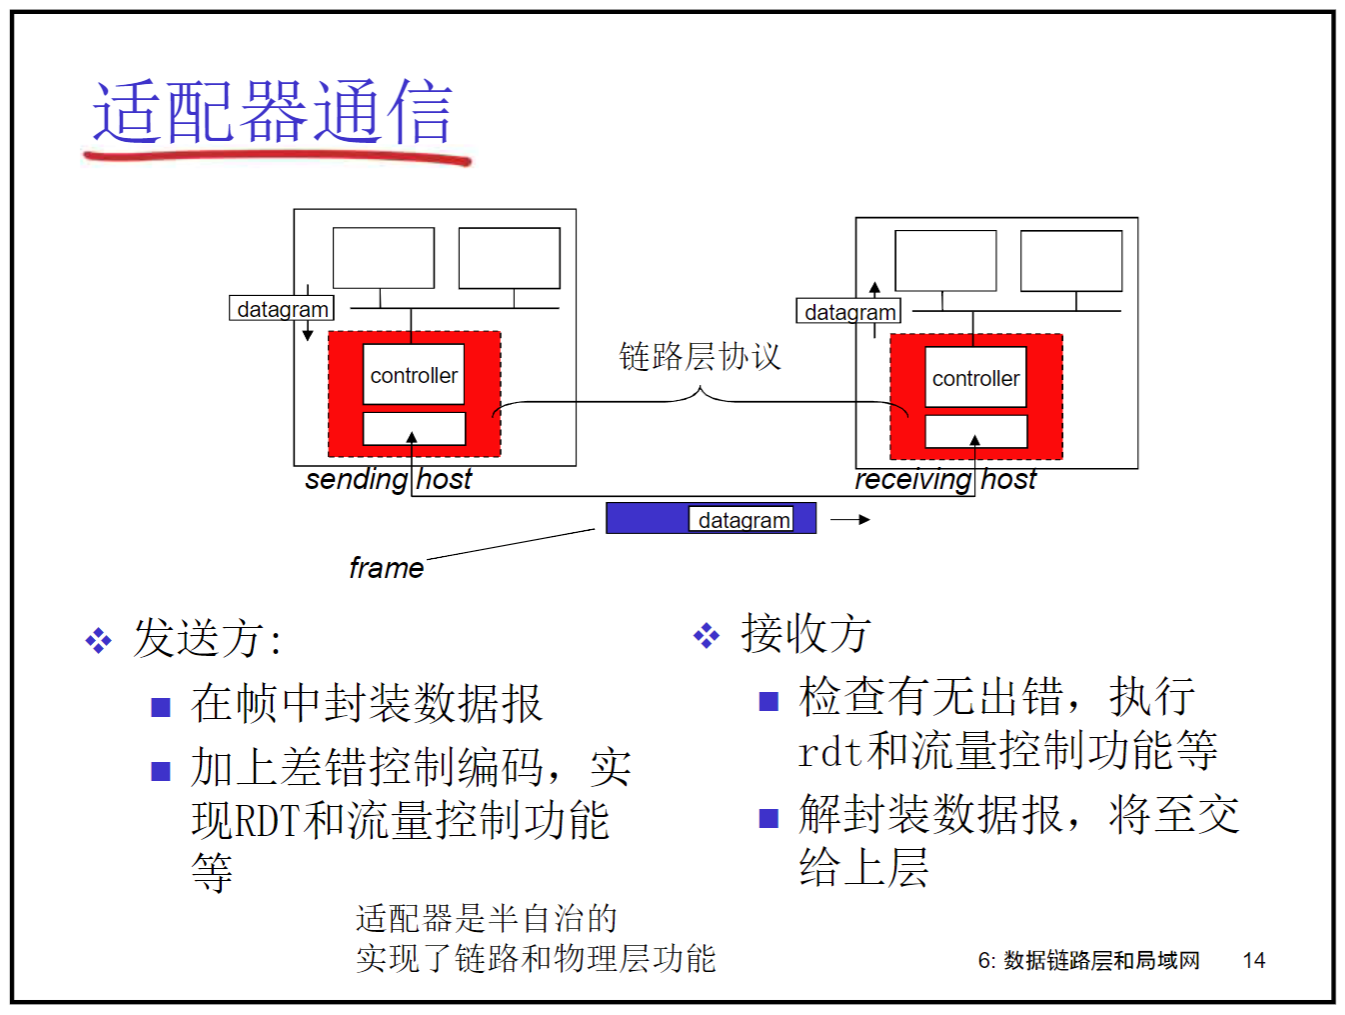 适配器通信
datagram
controller
sending host
链路层协议
datagram
controller
receiving host
datagram
frame
发送方:
在帧中封装数据报
加上差错控制编码，实
现RDT和流量控制功能
等
接收方
检查有无出错，执行
rdt和流量控制功能等
解封装数据报，将至交
给上层
适配器是半自治的
实现了链路和物理层功能
6: 数据链路层和局域网 14